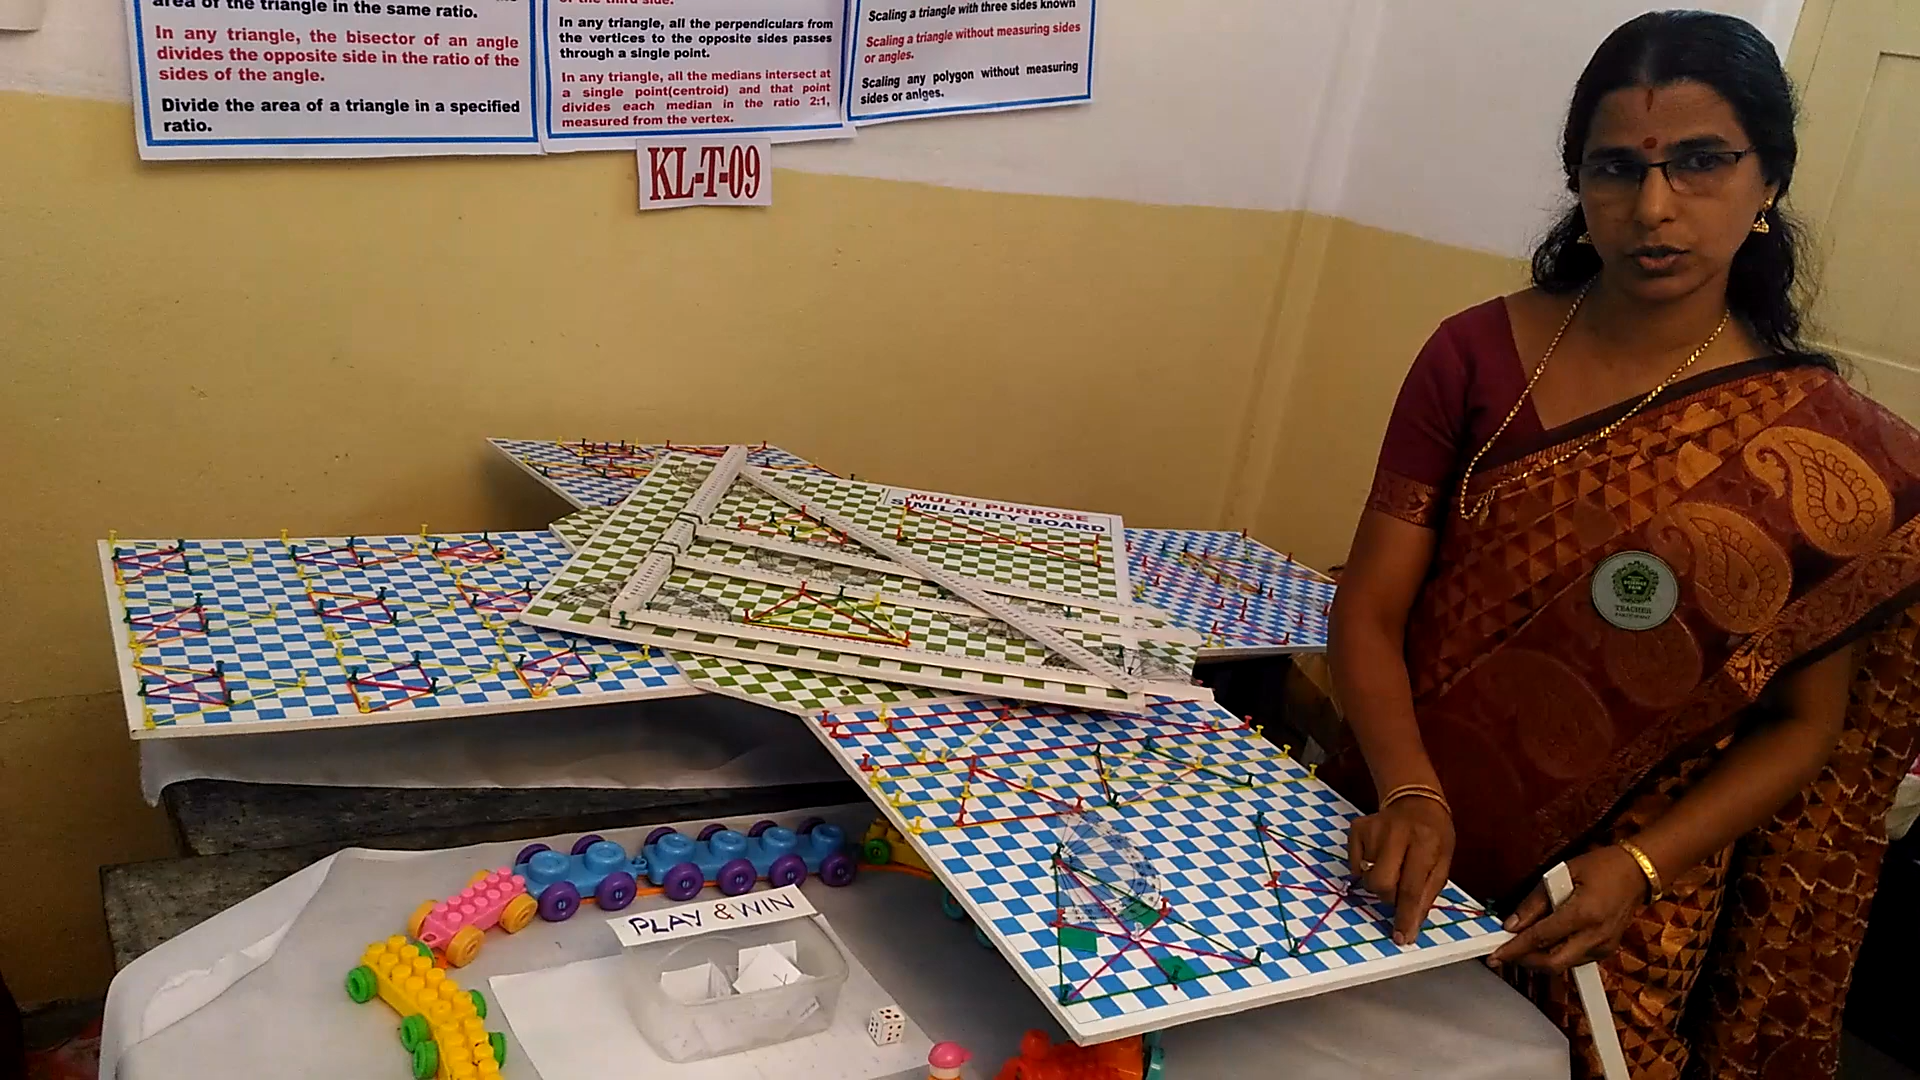 area of the triangle in the same ratio.
In any triangle, the bisector of an angle
divides the opposite side in the ratio of the
sides of the angle.
Divide the area of a triangle in a specified
ratio.
of the third side.
In any triangle, all the perpendiculars from
the vertices to the opposite sides passes
through a single point.
In any triangle, all the medians intersect at
a single point(centroid) and that point
divides each median in the ratio 2:1,
measured from the vertex.
Scaling a triangle with three sides known
Scaling a triangle without measuring sides
or angles.
Scaling any polygon without measuring
sides or anlges.
KL-T-09
MULTI PURPOSE
SIMILARITY BOARD
TEACHER
PLAY & WIN